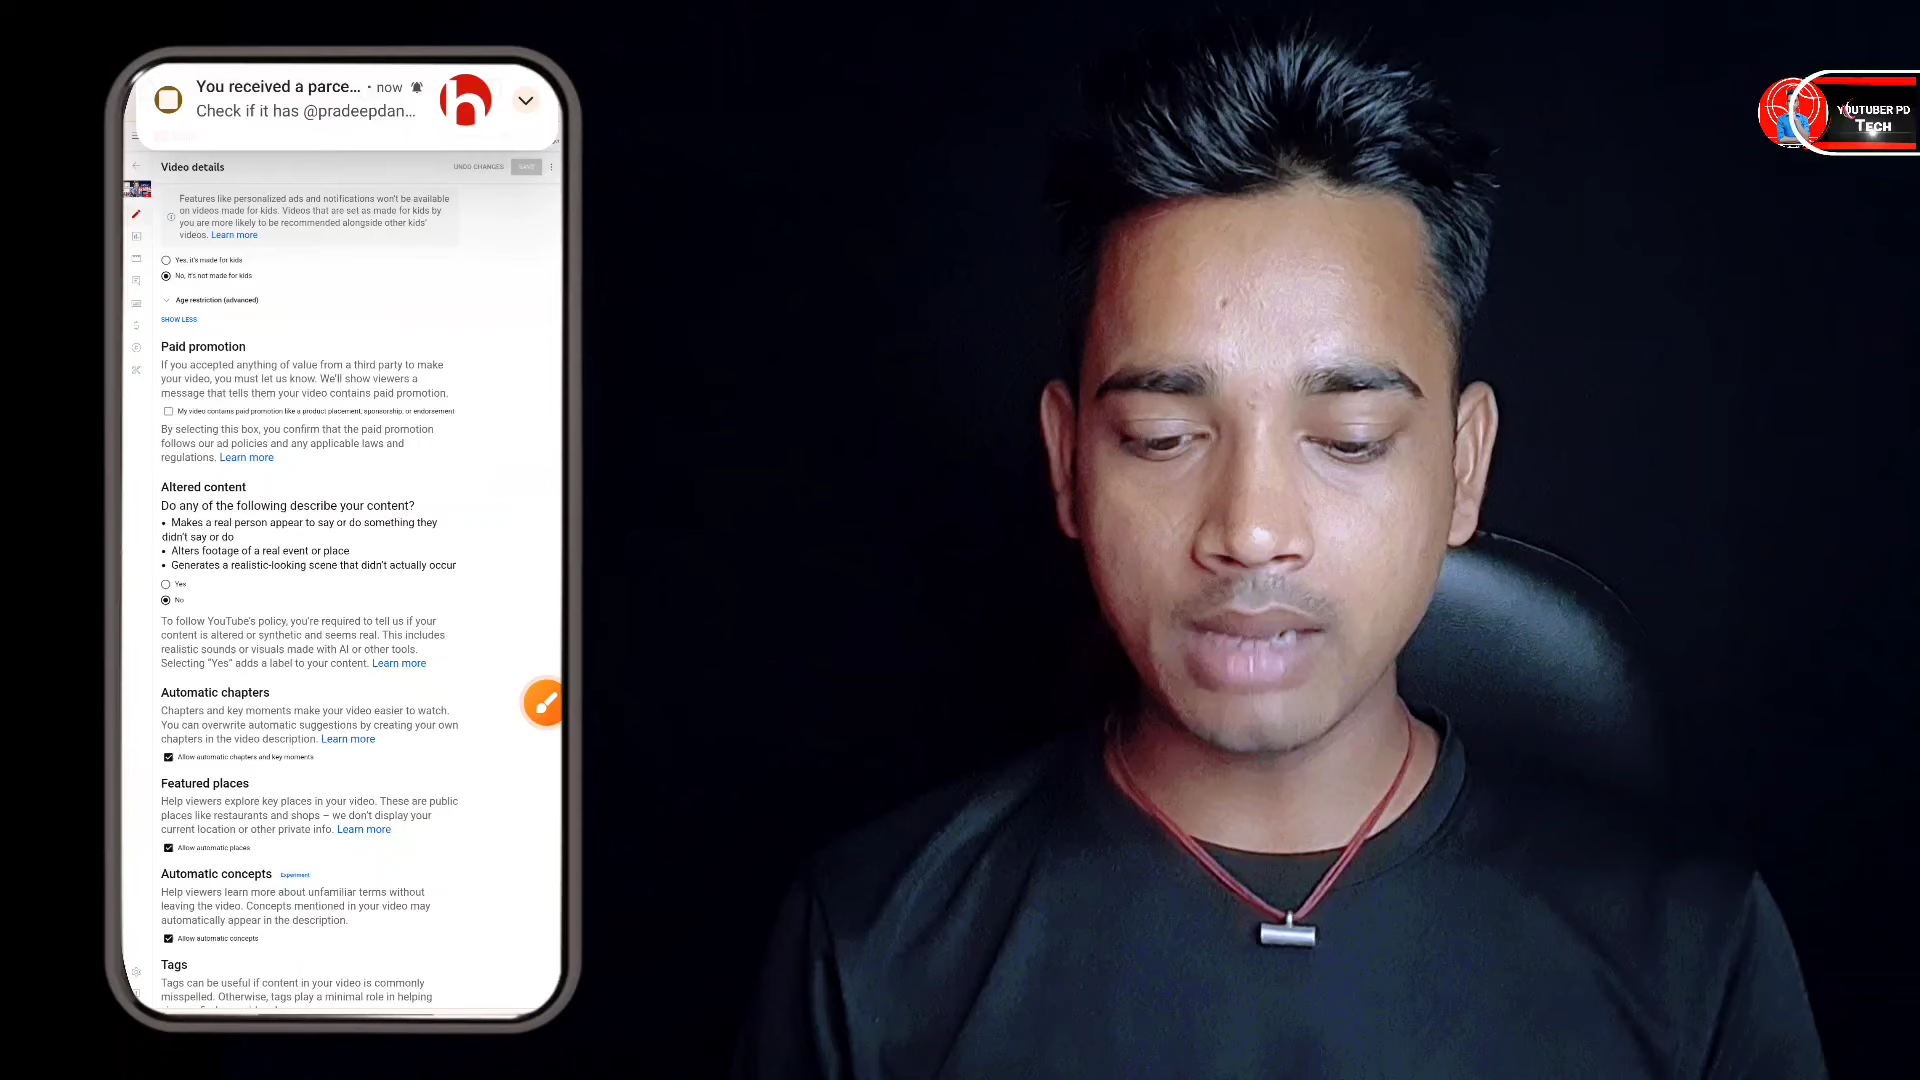 You received a parce... • now
Check if it has @pradeepdan...
Video details
UNDO CHANGES
SAVE
Features like personalized ads and notifications won't be available
on videos made for kids. Videos that are set as made for kids by
you are more likely to be recommended alongside other kids'
videos. Learn more
Yes, it's made for kids
No, it's not made for kids
Age restriction (advanced)
SHOW LESS
Paid promotion
If you accepted anything of value from a third party to make
your video, you must let us know. We'll show viewers a
message that tells them your video contains paid promotion.
My video contains paid promotion like a product placement, sponsorship, or endorsement
By selecting this box, you confirm that the paid promotion
follows our ad policies and any applicable laws and
regulations. Learn more
Altered content
Do any of the following describe your content?
• Makes a real person appear to say or do something they
didn't say or do
• Alters footage of a real event or place
• Generates a realistic-looking scene that didn't actually occur
Yes
No
To follow YouTube's policy, you're required to tell us if your
content is altered or synthetic and seems real. This includes
realistic sounds or visuals made with AI or other tools.
Selecting "Yes" adds a label to your content. Learn more
Automatic chapters
Chapters and key moments make your video easier to watch.
You can overwrite automatic suggestions by creating your own
chapters in the video description. Learn more
Allow automatic chapters and key moments
Featured places
Help viewers explore key places in your video. These are public
places like restaurants and shops – we don't display your
current location or other private info. Learn more
Allow automatic places
Automatic concepts Experiment
Help viewers learn more about unfamiliar terms without
leaving the video. Concepts mentioned in your video may
automatically appear in the description.
Allow automatic concepts
Tags
Tags can be useful if content in your video is commonly
misspelled. Otherwise, tags play a minimal role in helping
YOUTUBER PD
TECH